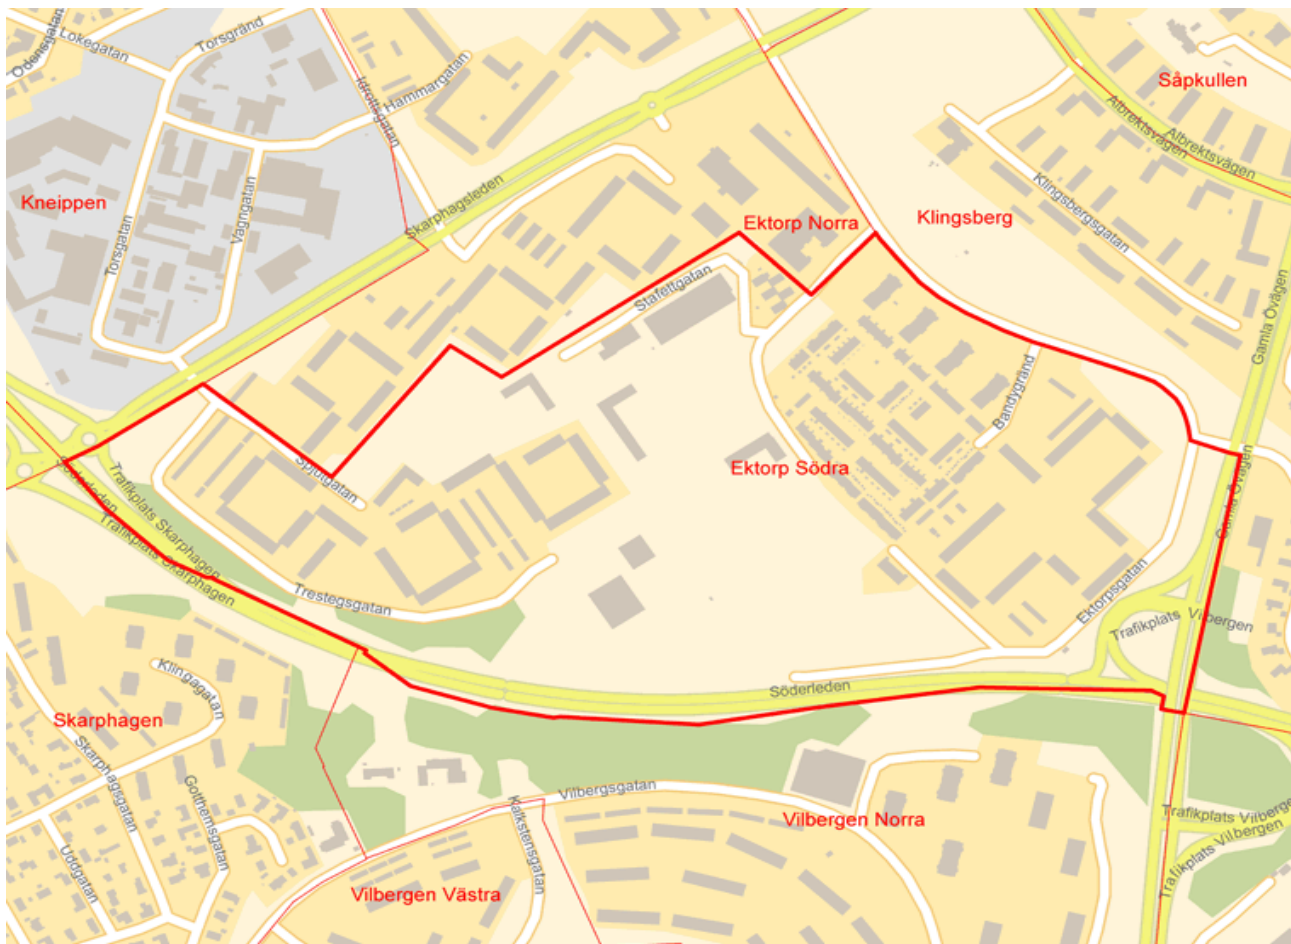 Odensgatan
Lokegatan
Torsgränd
Idrottsgatan
Hammargatan
Såpkullen
Albrektsvägen
Albrektsvägen
Kneippen
Torsgatan
Vagngatan
Skarphagsleden
Ektorp Norra
Klingsberg
Klingsbergsgatan
Stafettgatan
Gamla Övägen
Bandygränd
Spjutgatan
Ektorp Södra
Gamla Övägen
Söderleden
Trafikplats Skarphagen
Trafikplats Skarphagen
Trestegsgatan
Ektorpsgatan
Trafikplats Vilbergen
Klingagatan
Söderleden
Skarphagen
Skarphagsgatan
Gotthemsgatan
Uddgatan
Vilbergsgatan
Kalkstensgatan
Vilbergen Norra
Trafikplats Vilbergen
Trafikplats Vilbergen
Vilbergen Västra